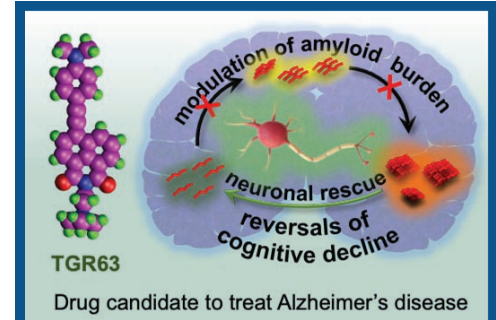 modulation of amyloid burden
neuronal rescue
reversals of
cognitive decline
TGR63
Drug candidate to treat Alzheimer's disease